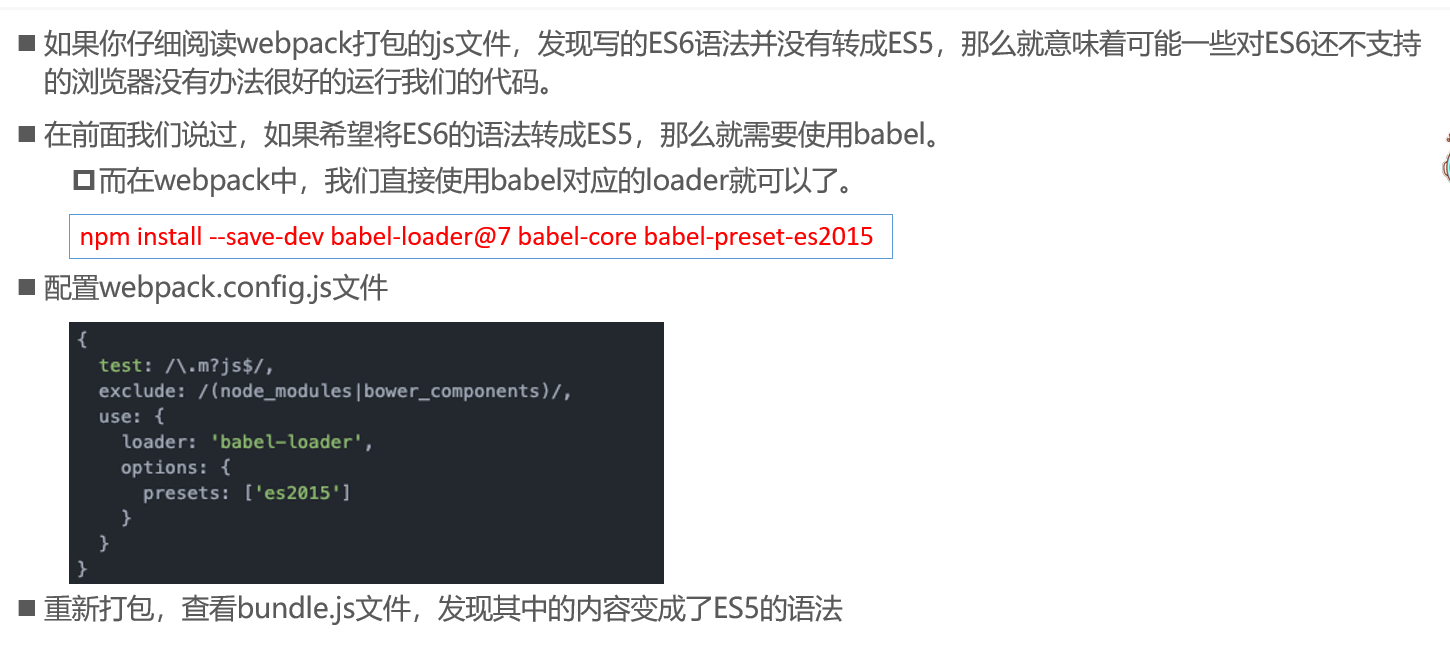 如果你仔细阅读webpack打包的js文件，发现写的ES6语法并没有转成ES5，那么就意味着可能一些对ES6还不支持
的浏览器没有办法很好的运行我们的代码。
在前面我们说过，如果希望将ES6的语法转成ES5，那么就需要使用babel。
而在webpack中，我们直接使用babel对应的loader就可以了。
npm install --save-dev babel-loader@7 babel-core babel-preset-es2015
配置webpack.config.js文件
{
  test: /\.m?js$/,
  exclude: /(node_modules|bower_components)/,
  use: {
    loader: 'babel-loader',
    options: {
      presets: ['es2015']
    }
  }
}
重新打包，查看bundle.js文件，发现其中的内容变成了ES5的语法